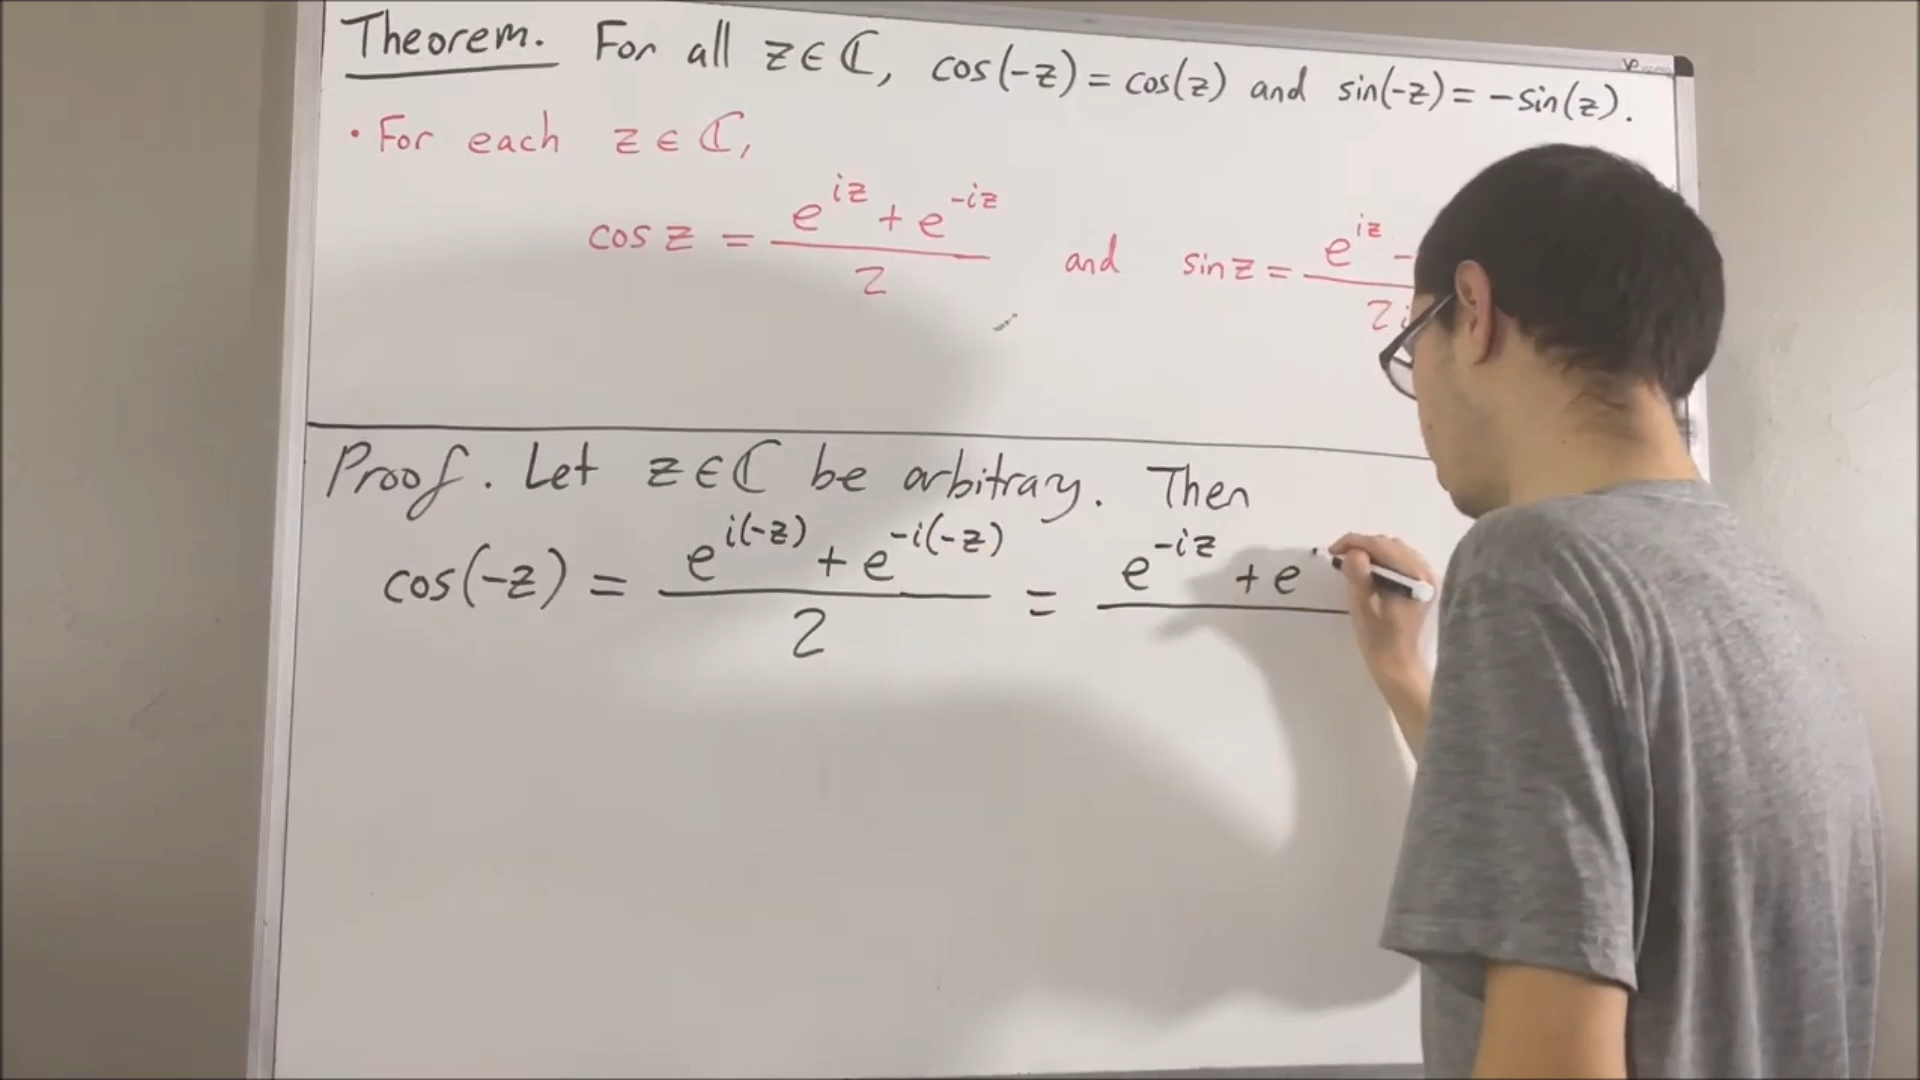 Theorem. For all z∈ℂ, cos(-z) = cos(z) and sin(-z) = -sin(z).
• For each z∈ℂ,
cos z = (e^{iz} + e^{-iz})/2 and sin z = (e^{iz} -)/2i
Proof. Let z∈ℂ be arbitrary. Then
cos(-z) = (e^{i(-z)} + e^{-i(-z)})/2 = e^{-iz} + e